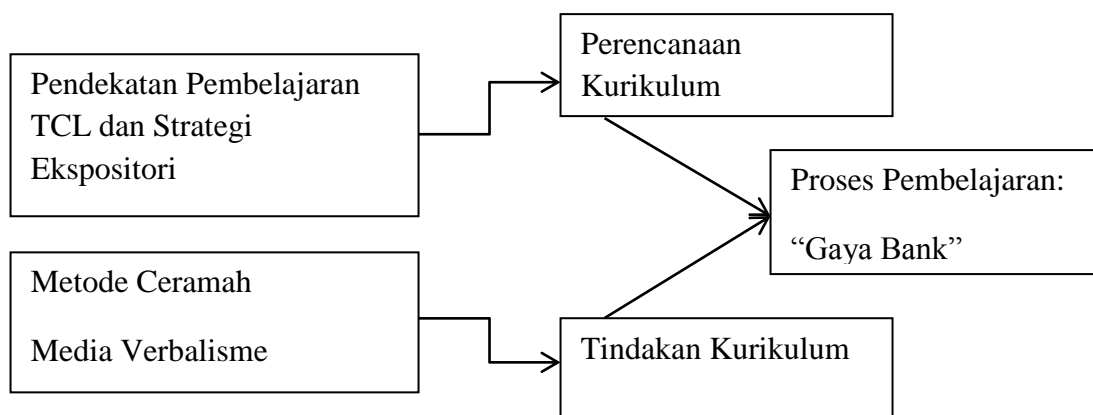 Pendekatan Pembelajaran
TCL dan Strategi
Ekspositori
Perencanaan
Kurikulum
Proses Pembelajaran:
“Gaya Bank”
Metode Ceramah
Media Verbalisme
Tindakan Kurikulum